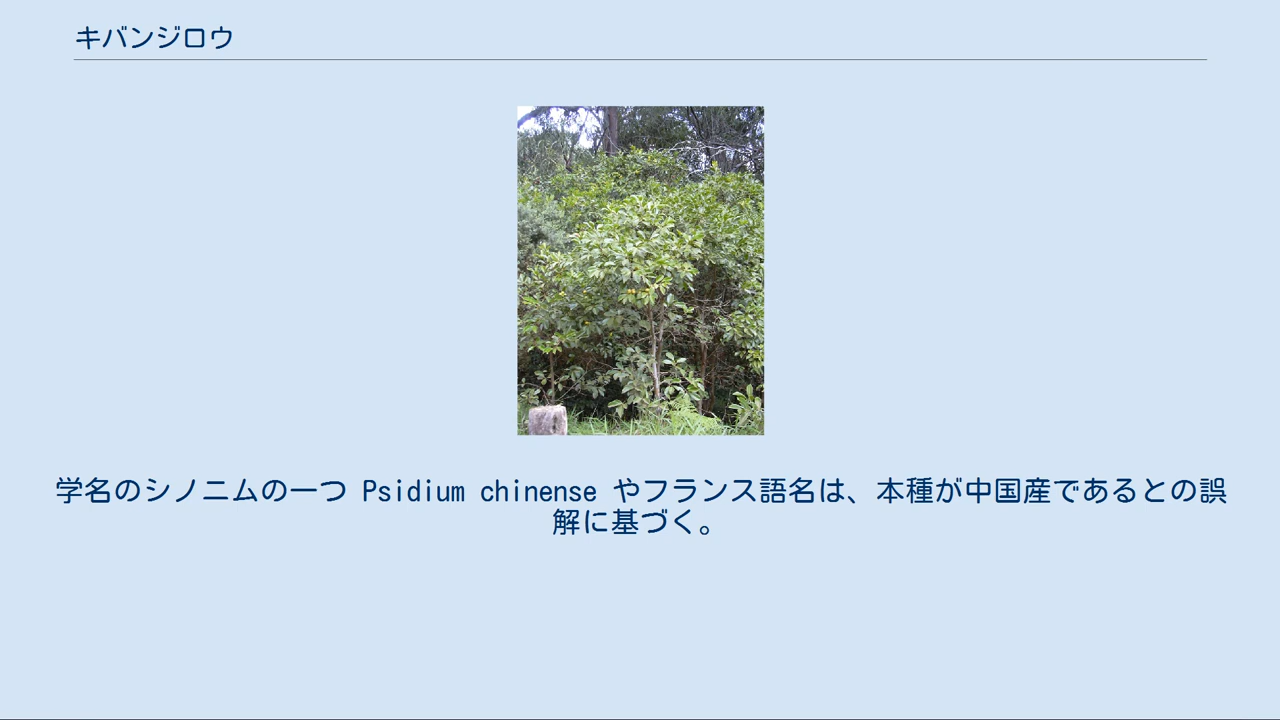 キバンジロウ
学名のシノニムの一つ Psidium chinense やフランス語名は、本種が中国産であるとの誤
解に基づく。